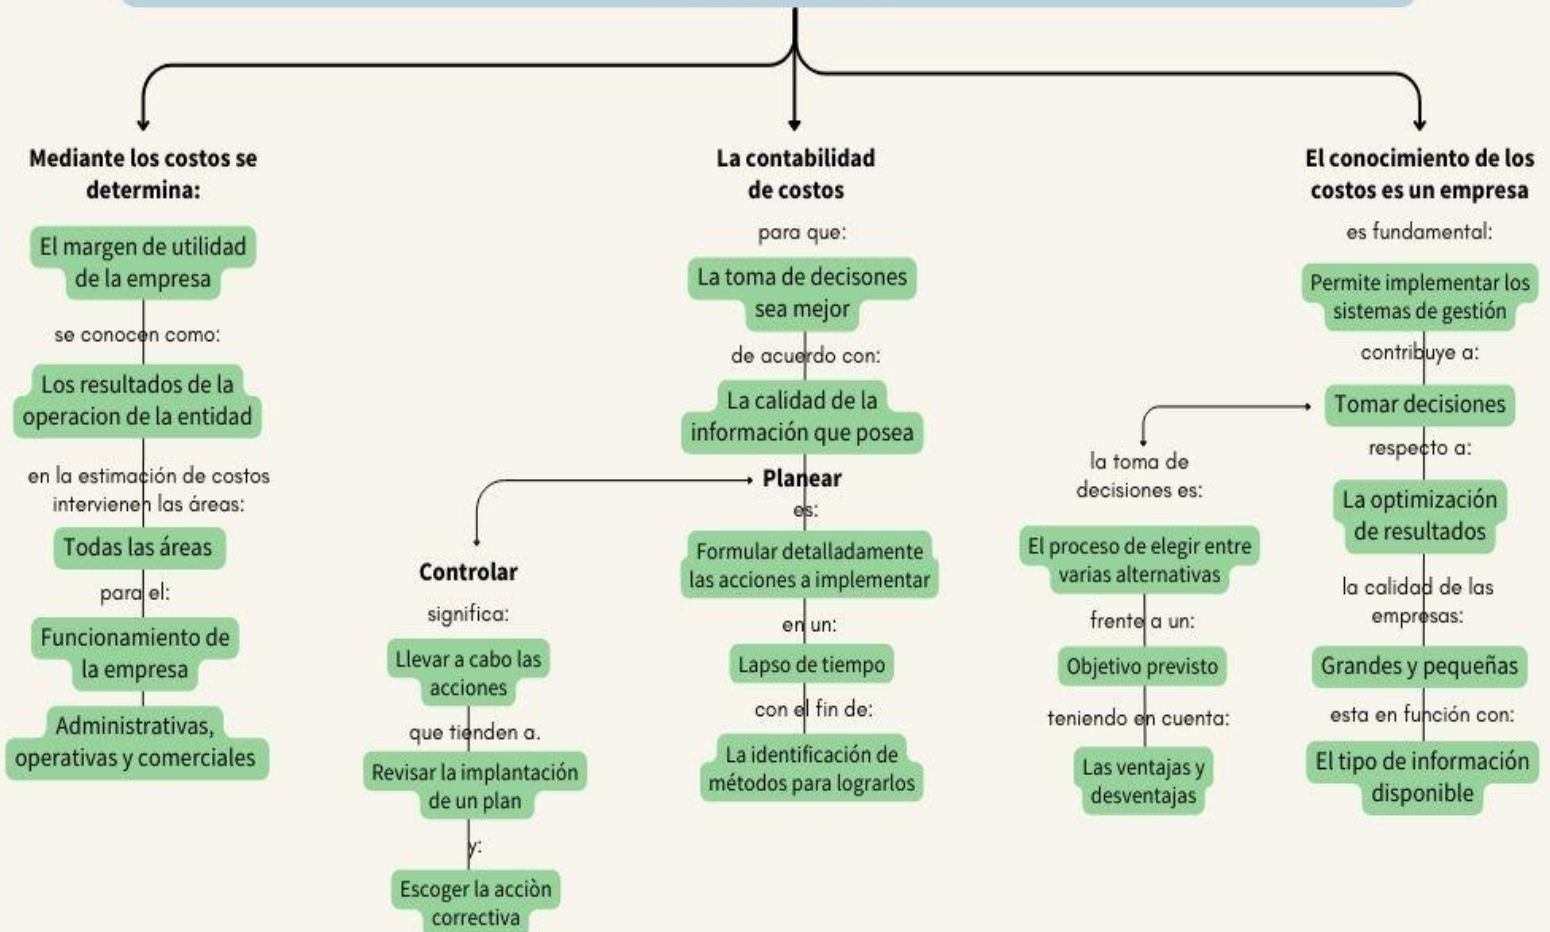 Mediante los costos se
determina:
El margen de utilidad
de la empresa
se conocen como:
Los resultados de la
operacion de la entidad
en la estimación de costos
intervienen las áreas:
Todas las áreas
para el:
Funcionamiento de
la empresa
Administrativas,
operativas y comerciales
La contabilidad
de costos
para que:
La toma de decisones
sea mejor
de acuerdo con:
La calidad de la
información que posea
Planear
es:
Formular detalladamente
las acciones a implementar
en un:
Lapso de tiempo
con el fin de:
La identificación de
métodos para lograrlos
Controlar
significa:
Llevar a cabo las
acciones
que tienden a.
Revisar la implantación
de un plan
y:
Escoger la acciòn
correctiva
El conocimiento de los
costos es un empresa
es fundamental:
Permite implementar los
sistemas de gestión
contribuye a:
Tomar decisiones
respecto a:
La optimización
de resultados
la calidad de las
empresas:
Grandes y pequeñas
esta en función con:
El tipo de información
disponible
la toma de
decisiones es:
El proceso de elegir entre
varias alternativas
frente a un:
Objetivo previsto
teniendo en cuenta:
Las ventajas y
desventajas